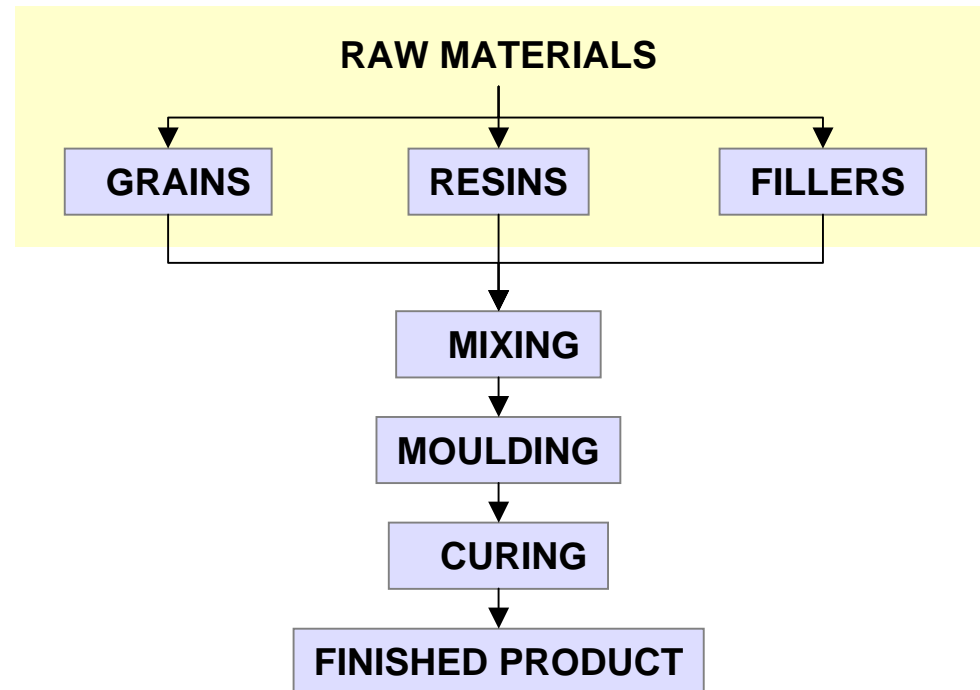 RAW MATERIALS
GRAINS RESINS FILLERS
MIXING
MOULDING
CURING
FINISHED PRODUCT